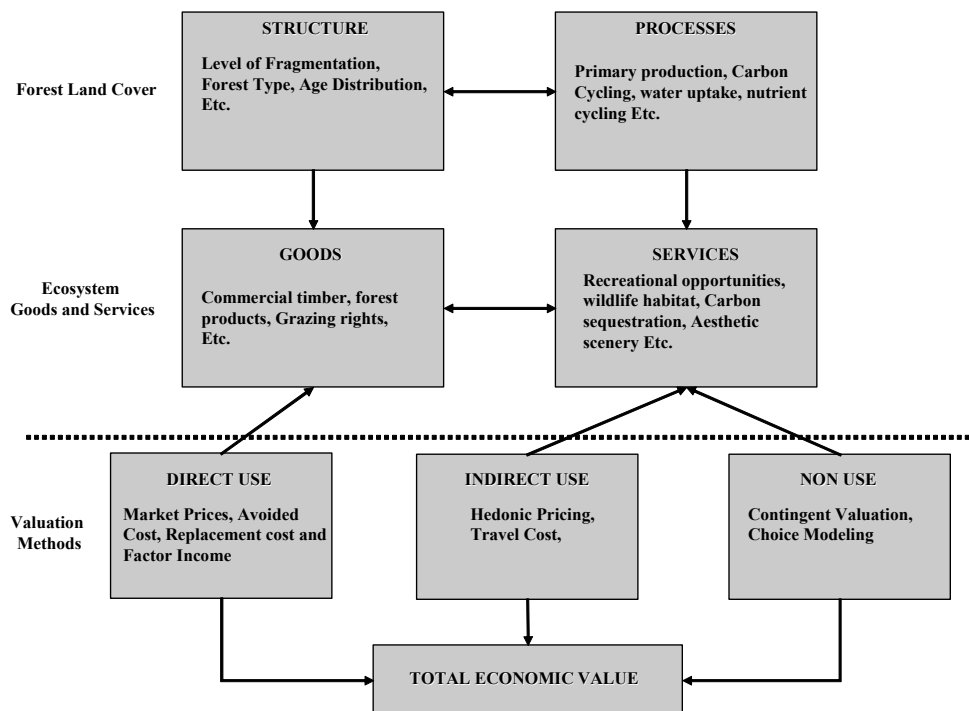 STRUCTURE
Level of Fragmentation,
Forest Type, Age Distribution,
Etc.
PROCESSES
Primary production, Carbon
Cycling, water uptake, nutrient
cycling Etc.
Forest Land Cover
GOODS
Commercial timber, forest
products, Grazing rights,
Etc.
SERVICES
Recreational opportunities,
wildlife habitat, Carbon
sequestration, Aesthetic
scenery Etc.
Ecosystem
Goods and Services
DIRECT USE
Market Prices, Avoided
Cost, Replacement cost and
Factor Income
INDIRECT USE
Hedonic Pricing,
Travel Cost,
NON USE
Contingent Valuation,
Choice Modeling
Valuation
Methods
TOTAL ECONOMIC VALUE